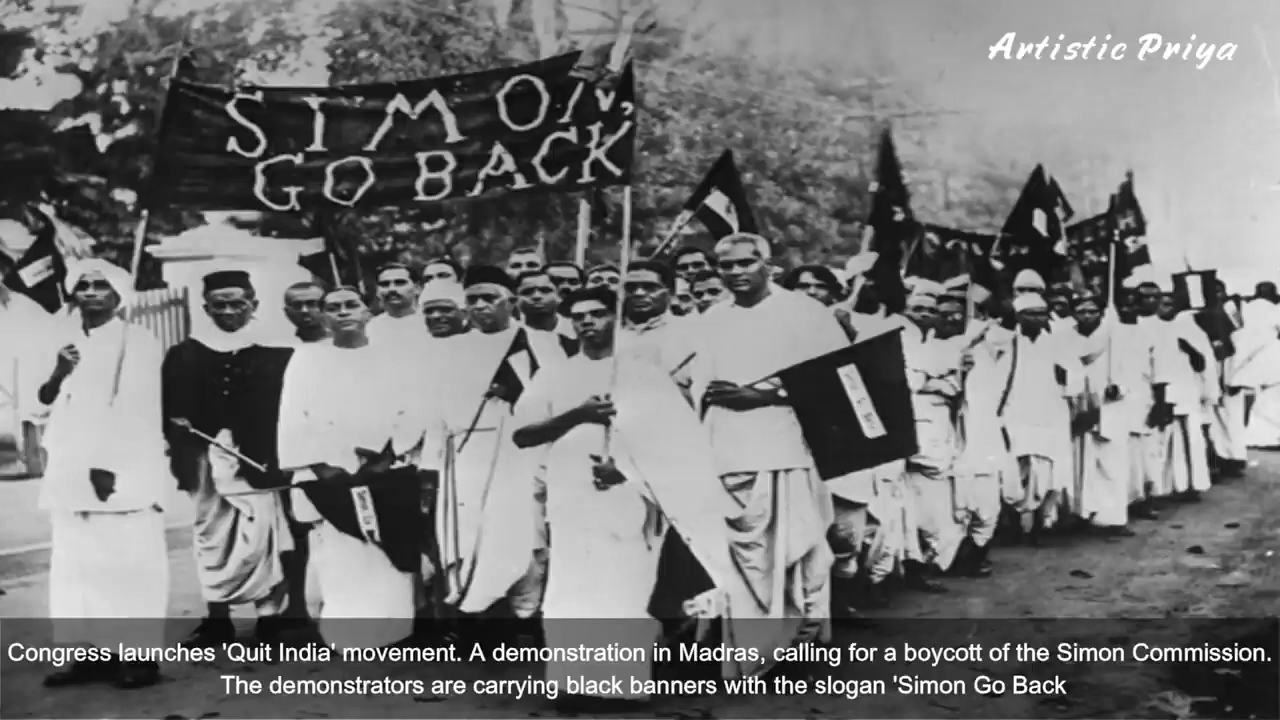 Artistic Priya
SIMON,
GO BACK
Congress launches 'Quit India' movement. A demonstration in Madras, calling for a boycott of the Simon Commission.
The demonstrators are carrying black banners with the slogan 'Simon Go Back